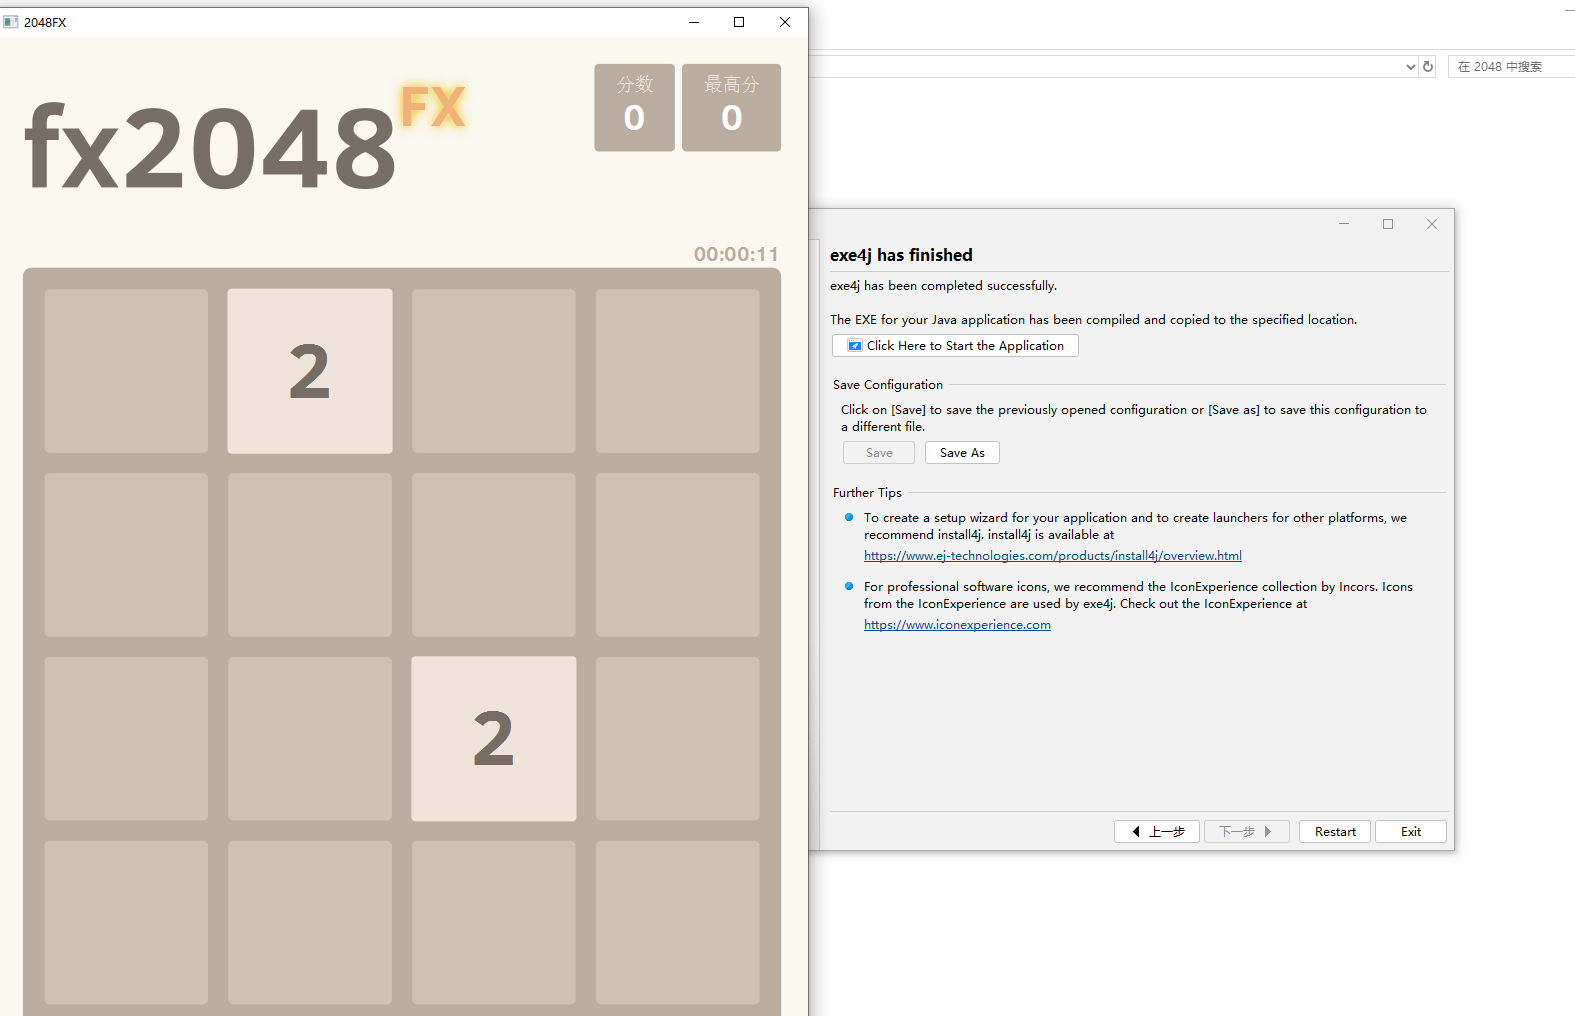 2048FX
fx2048FX
分数
0
最高分
0
00:00:11
2
2
在 2048 中搜索
exe4j has finished
exe4j has been completed successfully.
The EXE for your Java application has been compiled and copied to the specified location.
Click Here to Start the Application
Save Configuration
Click on [Save] to save the previously opened configuration or [Save as] to save this configuration to
a different file.
Save
Save As
Further Tips
To create a setup wizard for your application and to create launchers for other platforms, we
recommend install4j. install4j is available at
https://www.ej-technologies.com/products/install4j/overview.html
For professional software icons, we recommend the IconExperience collection by Incors. Icons
from the IconExperience are used by exe4j. Check out the IconExperience at
https://www.iconexperience.com
上一步
下一步
Restart
Exit